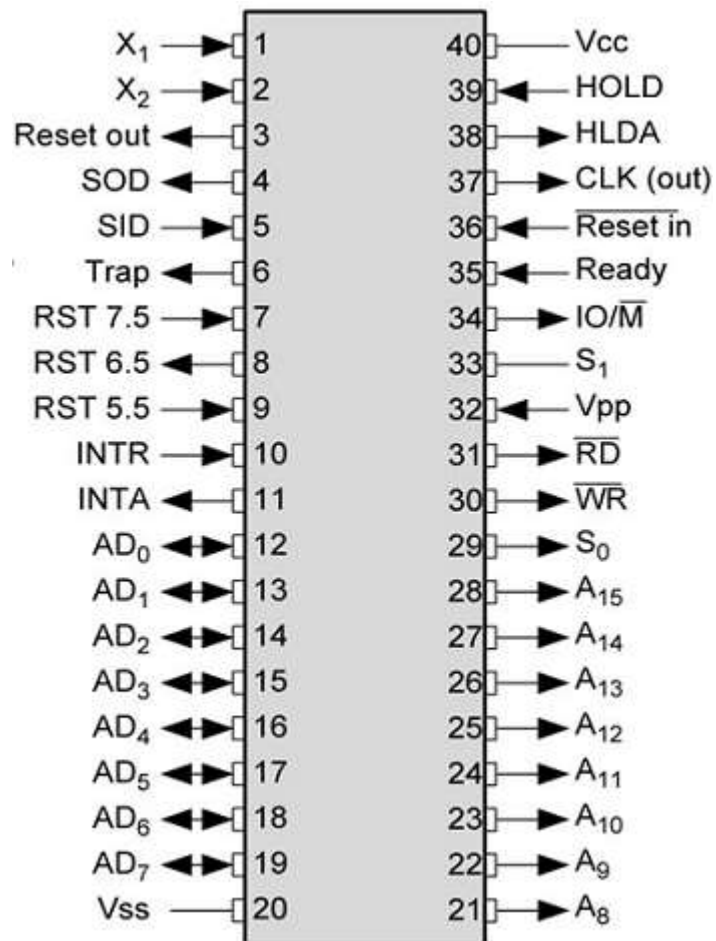 X₁ 1 40 Vcc
X₂ 2 39 HOLD
Reset out 3 38 HLDA
SOD 4 37 CLK (out)
SID 5 36 R̅e̅s̅e̅t̅ ̅i̅n̅
Trap 6 35 Ready
RST 7.5 7 34 IO/M̅
RST 6.5 8 33 S₁
RST 5.5 9 32 Vpp
INTR 10 31 R̅D̅
INTA 11 30 W̅R̅
AD₀ 12 29 S₀
AD₁ 13 28 A₁₅
AD₂ 14 27 A₁₄
AD₃ 15 26 A₁₃
AD₄ 16 25 A₁₂
AD₅ 17 24 A₁₁
AD₆ 18 23 A₁₀
AD₇ 19 22 A₉
Vss 20 21 A₈